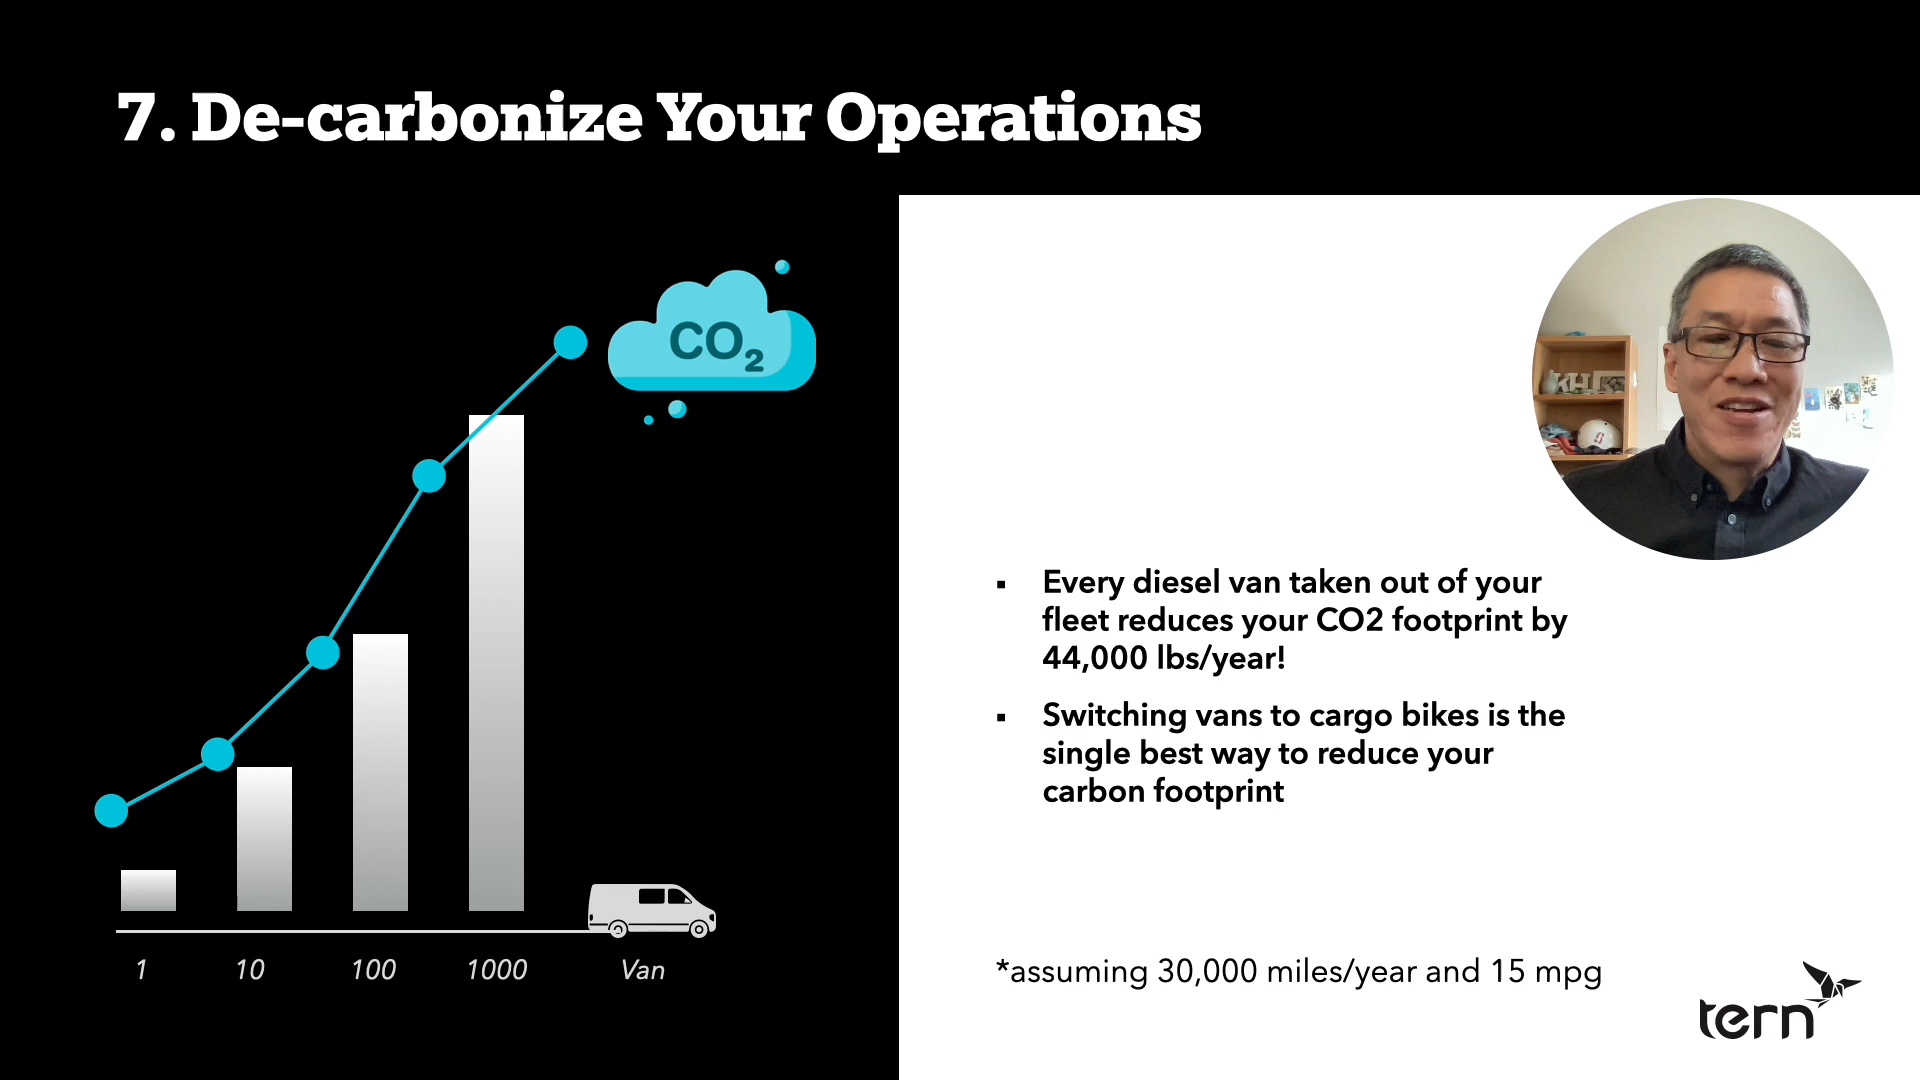 7. De-carbonize Your Operations
CO2
1 10 100 1000 Van
▪ Every diesel van taken out of your
fleet reduces your CO2 footprint by
44,000 lbs/year!
▪ Switching vans to cargo bikes is the
single best way to reduce your
carbon footprint
*assuming 30,000 miles/year and 15 mpg
tern
KH
S